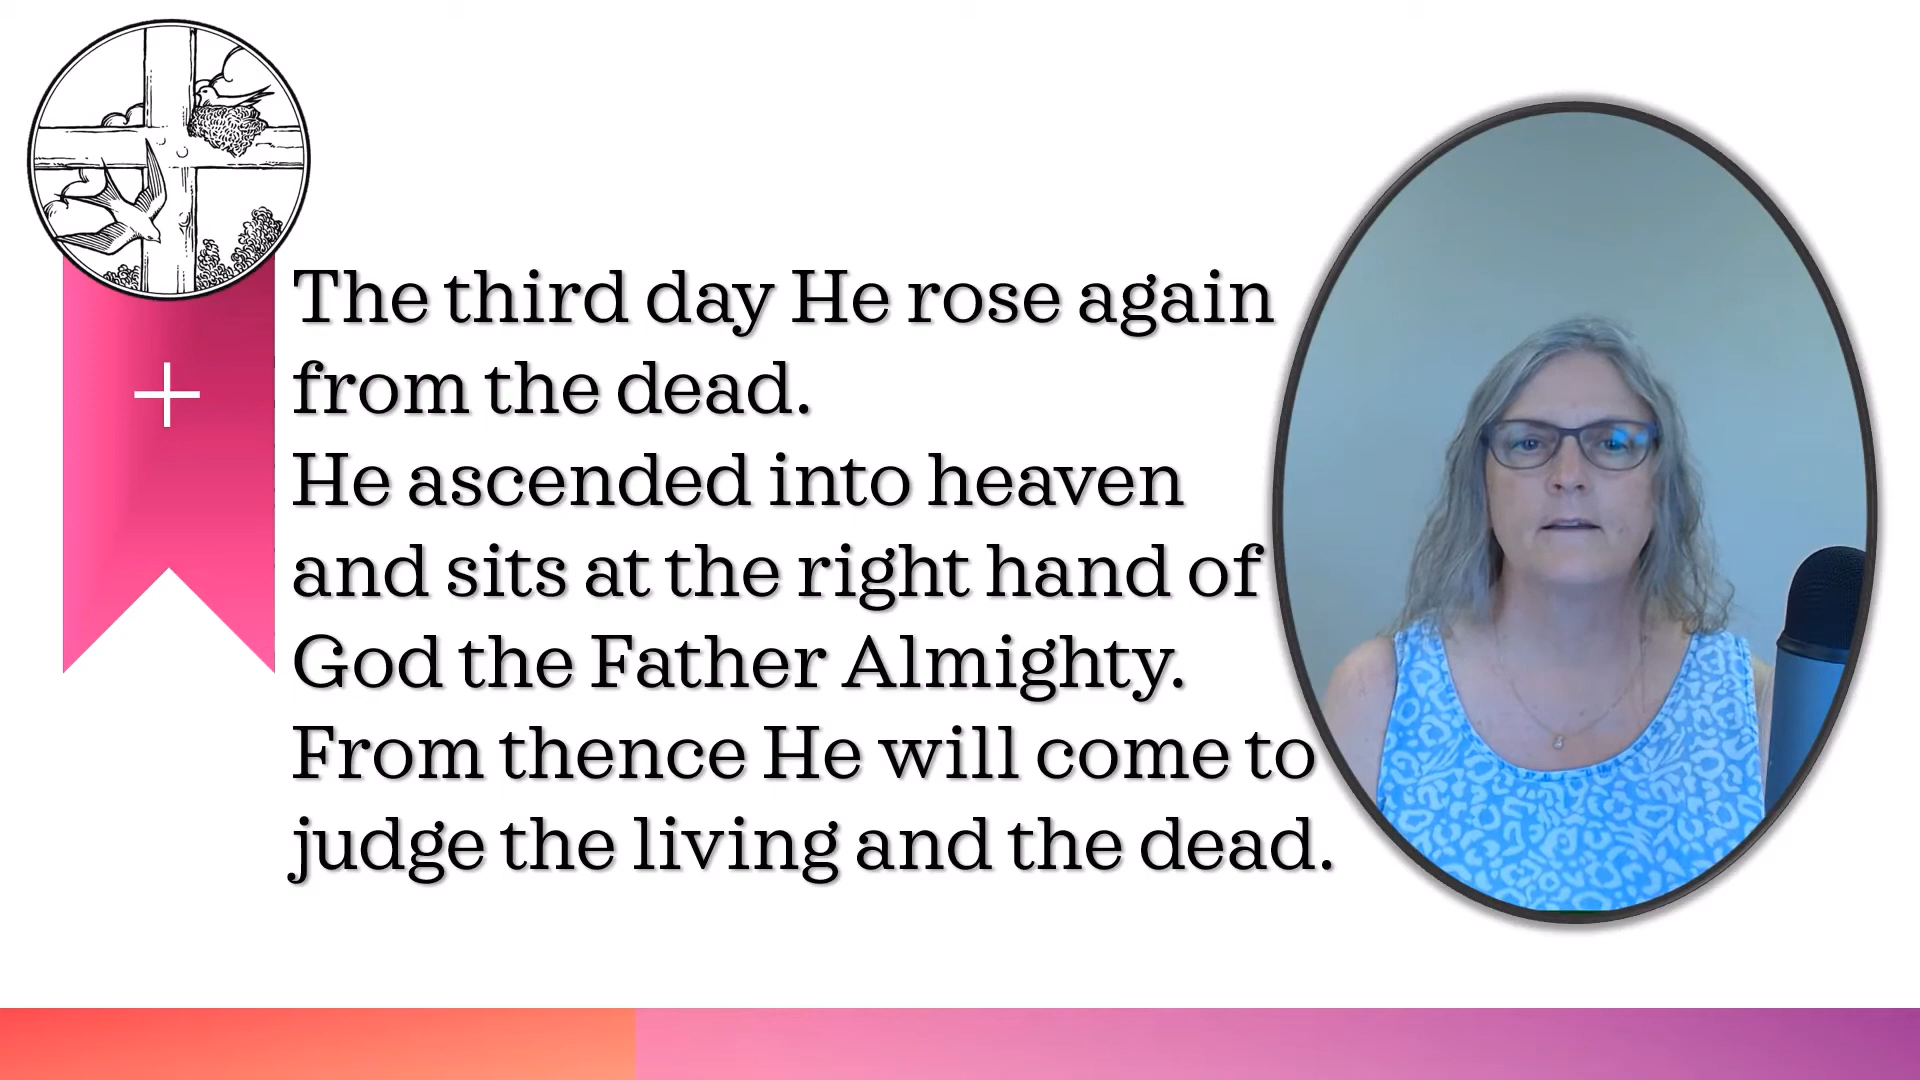 The third day He rose again
from the dead.
He ascended into heaven
and sits at the right hand of
God the Father Almighty.
From thence He will come to
judge the living and the dead.